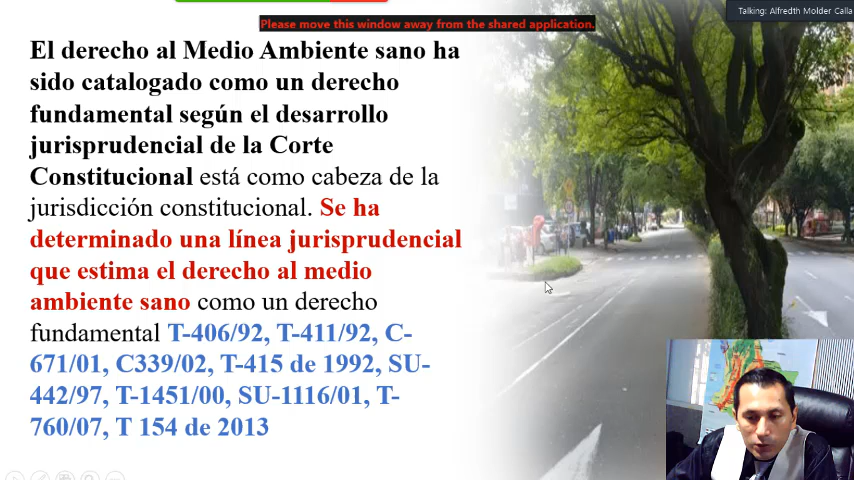 Talking: Alfredth Molder Calla
Please move this window away from the shared application.
El derecho al Medio Ambiente sano ha
sido catalogado como un derecho
fundamental según el desarrollo
jurisprudencial de la Corte
Constitucional está como cabeza de la
jurisdicción constitucional. Se ha
determinado una línea jurisprudencial
que estima el derecho al medio
ambiente sano como un derecho
fundamental T-406/92, T-411/92, C-
671/01, C339/02, T-415 de 1992, SU-
442/97, T-1451/00, SU-1116/01, T-
760/07, T 154 de 2013